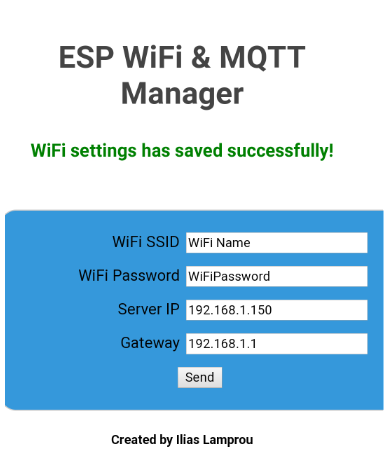 ESP WiFi & MQTT
Manager
WiFi settings has saved successfully!
WiFi SSID WiFi Name
WiFi Password WiFiPassword
Server IP 192.168.1.150
Gateway 192.168.1.1
Send
Created by Ilias Lamprou